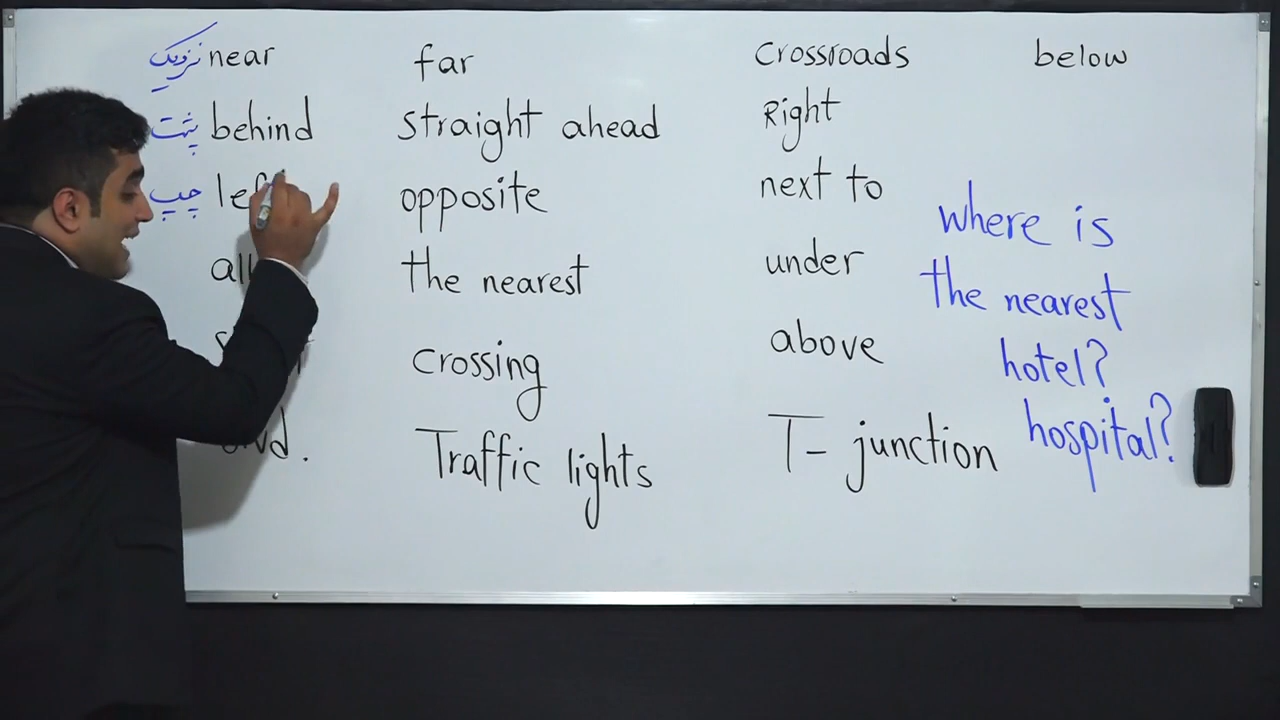 نزدیک near
پشت behind
چپ
far
straight ahead
opposite
the nearest
Crossing
Traffic lights
Crossroads
Right
next to
under
above
T- junction
below
where is
the nearest
hotel?
hospital?